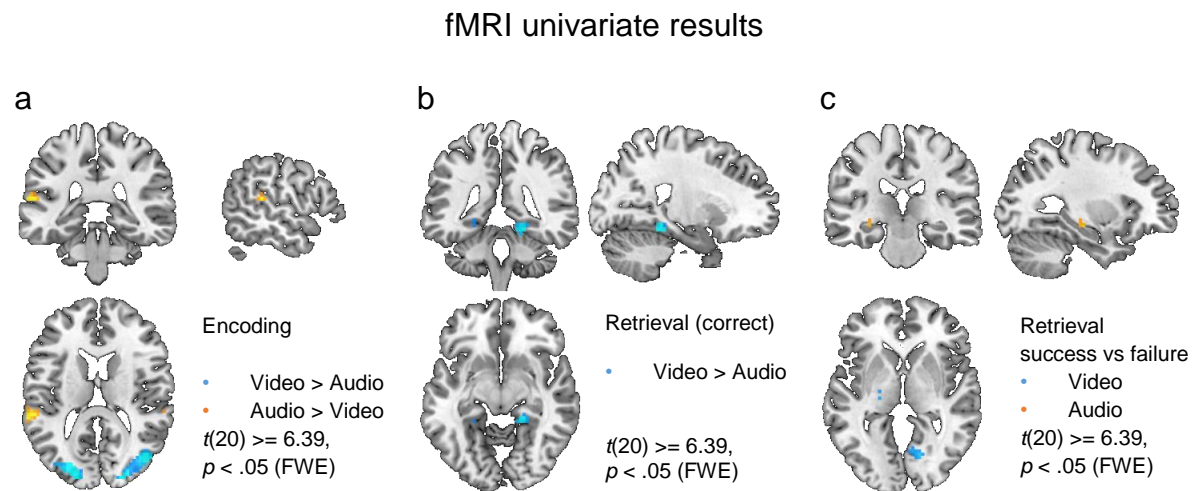 fMRI univariate results
a
Encoding
Video > Audio
Audio > Video
t(20) >= 6.39,
p < .05 (FWE)
b
Retrieval (correct)
Video > Audio
t(20) >= 6.39,
p < .05 (FWE)
c
Retrieval
success vs failure
Video
Audio
t(20) >= 6.39,
p < .05 (FWE)